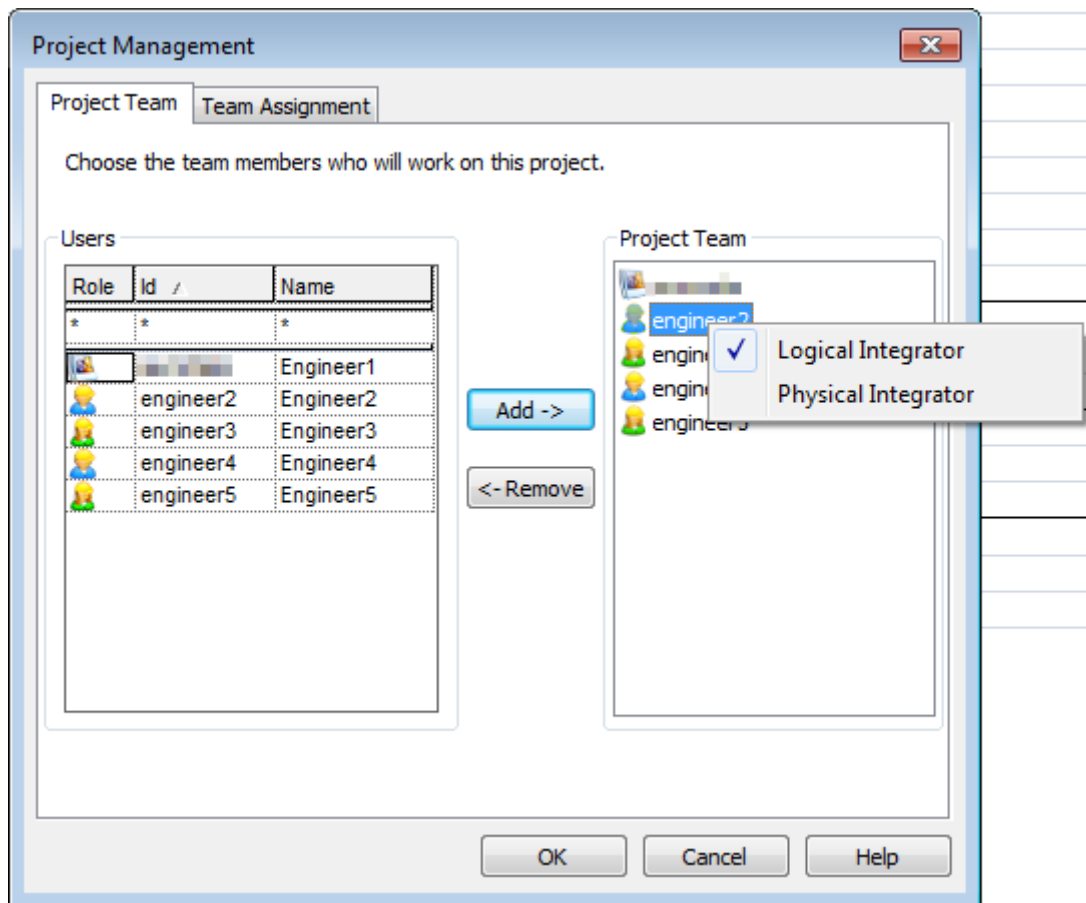 Project Management
Project Team Team Assignment
Choose the team members who will work on this project.
Users
Role Id Name
* * *
Engineer1
engineer2 Engineer2
engineer3 Engineer3
engineer4 Engineer4
engineer5 Engineer5
Add ->
<- Remove
Project Team
engineer2
Logical Integrator
Physical Integrator
OK Cancel Help